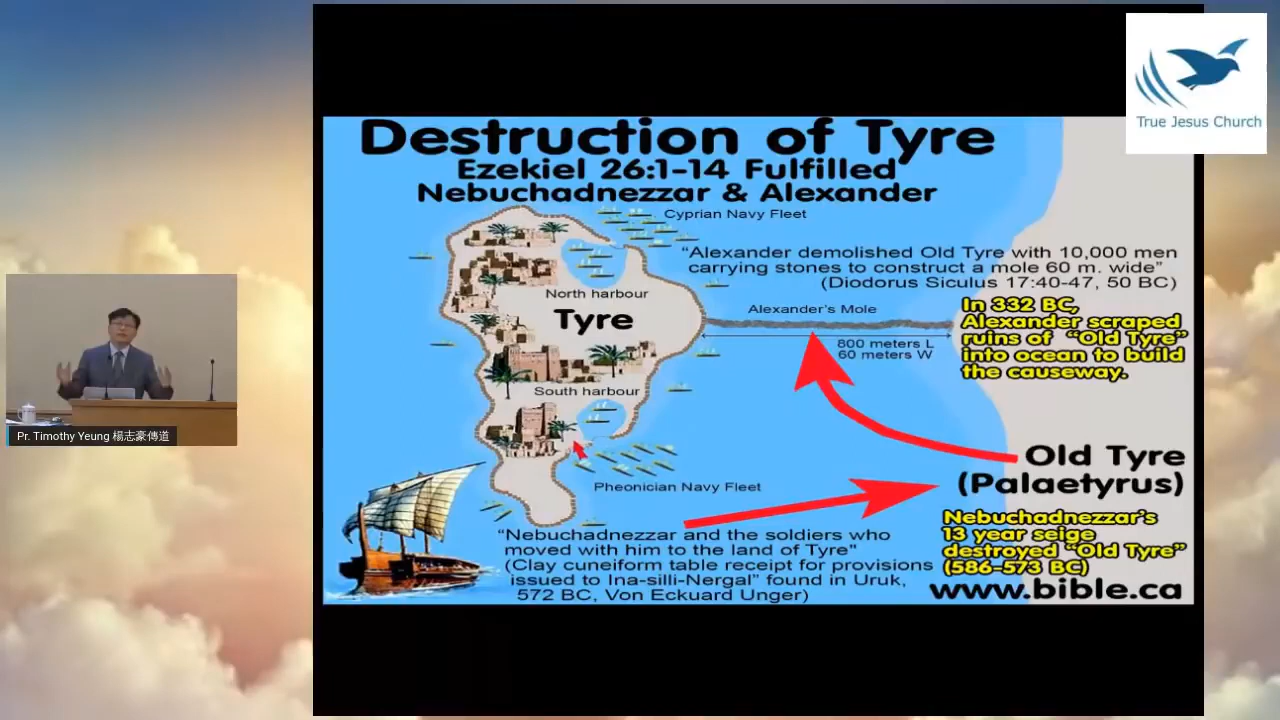 True Jesus Church
Destruction of Tyre
Ezekiel 26:1-14 Fulfilled
Nebuchadnezzar & Alexander
Cyprian Navy Fleet
“Alexander demolished Old Tyre with 10,000 men
carrying stones to construct a mole 60 m. wide”
(Diodorus Siculus 17:40-47, 50 BC)
North harbour
Tyre
Alexander's Mole
800 meters L
60 meters W
In 332 BC,
Alexander scraped
ruins of “Old Tyre”
into ocean to build
the causeway.
South harbour
Pr. Timothy Yeung 楊志豪傳道
Old Tyre
(Palaetyrus)
Pheonician Navy Fleet
“Nebuchadnezzar and the soldiers who
moved with him to the land of Tyre"
(Clay cuneiform table receipt for provisions
issued to Ina-silli-Nergal” found in Uruk,
572 BC, Von Eckuard Unger)
Nebuchadnezzar's
13 year seige
destroyed “Old Tyre”
(586-573 BC)
www.bible.ca